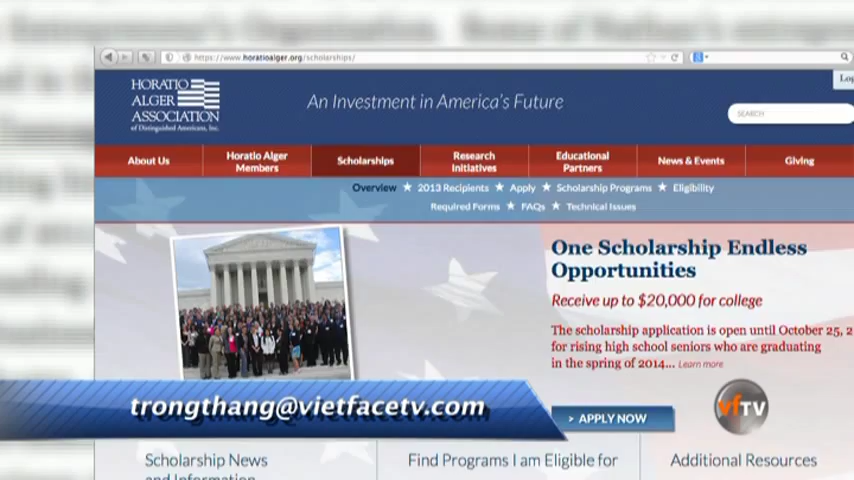 https://www.horatioalger.org/scholarships/
HORATIO
ALGER
ASSOCIATION
of Distinguished Americans, Inc.
An Investment in America's Future
Log
SEARCH
About Us
Horatio Alger
Members
Scholarships
Research
Initiatives
Educational
Partners
News & Events
Giving
Overview ★ 2013 Recipients ★ Apply ★ Scholarship Programs ★ Eligibility
Required Forms ★ FAQs ★ Technical Issues
One Scholarship Endless
Opportunities
Receive up to $20,000 for college
The scholarship application is open until October 25, 2
for rising high school seniors who are graduating
in the spring of 2014... Learn more
> APPLY NOW
trongthang@vietfacetv.com
vfTV
Scholarship News
and Information
Find Programs I am Eligible for
Additional Resources